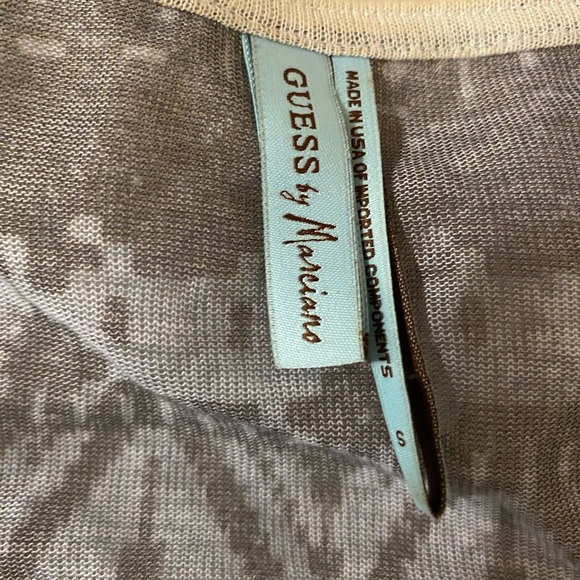 GUESS by Marciano
MADE IN USA OF IMPORTED COMPONENTS
S